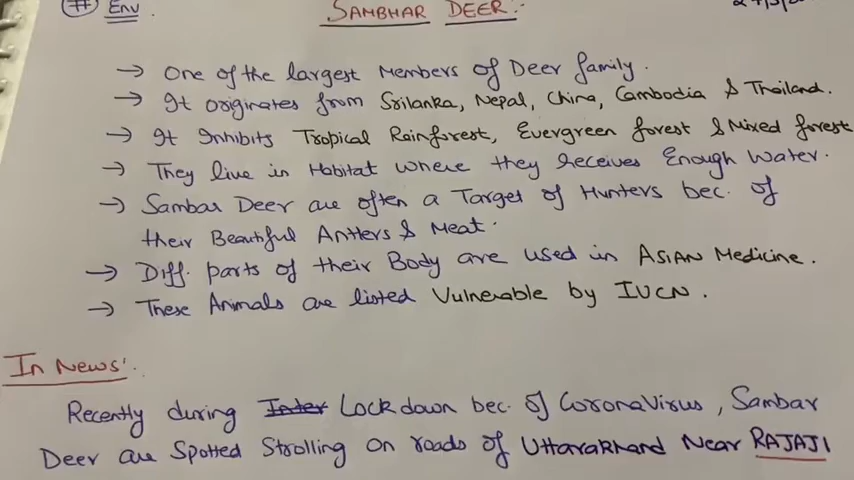 (#) Env.
SAMBHAR DEER:-
→ One of the largest Members of Deer family.
→ It originates from Srilanka, Nepal, China, Cambodia & Thailand.
→ It Inhibits Tropical Rainforest, Evergreen forest & Mixed forest
→ They live in Habitat where they receives Enough water.
→ Sambar Deer are often a Target of Hunters bec. of
their Beautiful Antlers & Meat.
→ Diff. parts of their Body are used in ASIAN Medicine.
→ These Animals are listed Vulnerable by IUCN.
In News:
Recently during Inter Lockdown bec. of CoronaVirus, Sambar
Deer are Spotted Strolling on roads of Uttarakhand Near RAJAJI